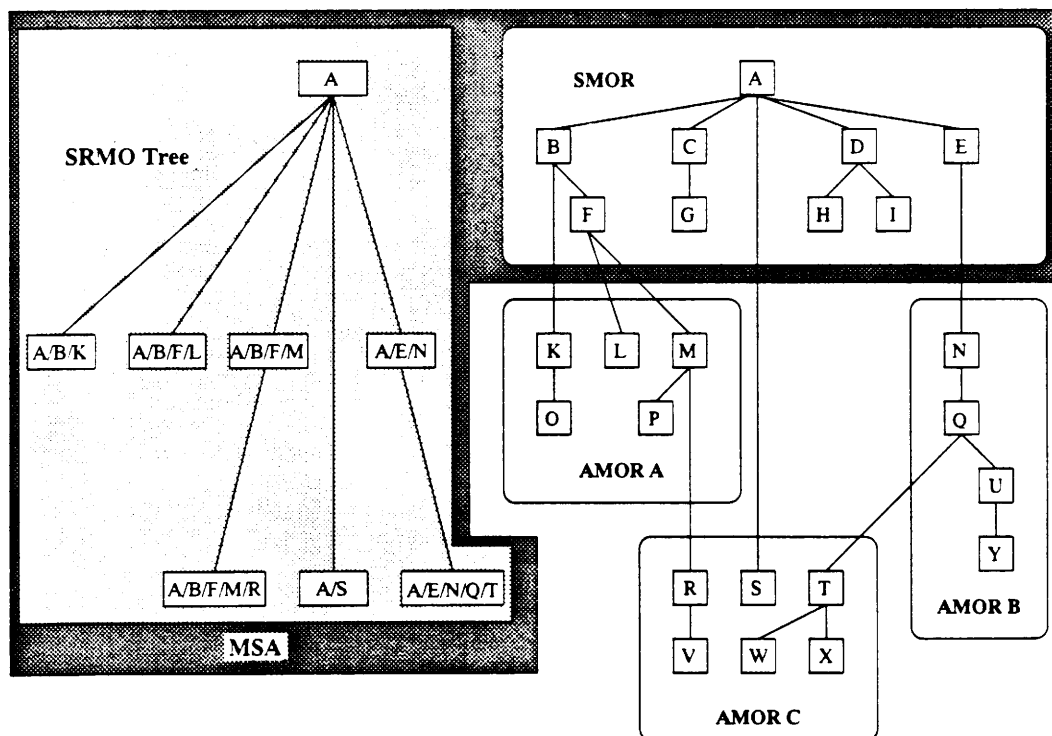 A
SRMO Tree
A/B/K
A/B/F/L
A/B/F/M
A/E/N
A/B/F/M/R
A/S
A/E/N/Q/T
MSA
SMOR
A
B
C
D
E
F
G
H
I
K
L
M
O
P
AMOR A
N
Q
U
Y
AMOR B
R
S
T
V
W
X
AMOR C